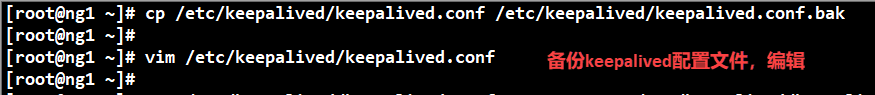 [root@ng1 ~]# cp /etc/keepalived/keepalived.conf /etc/keepalived/keepalived.conf.bak
[root@ng1 ~]#
[root@ng1 ~]# vim /etc/keepalived/keepalived.conf 备份keepalived配置文件，编辑
[root@ng1 ~]#